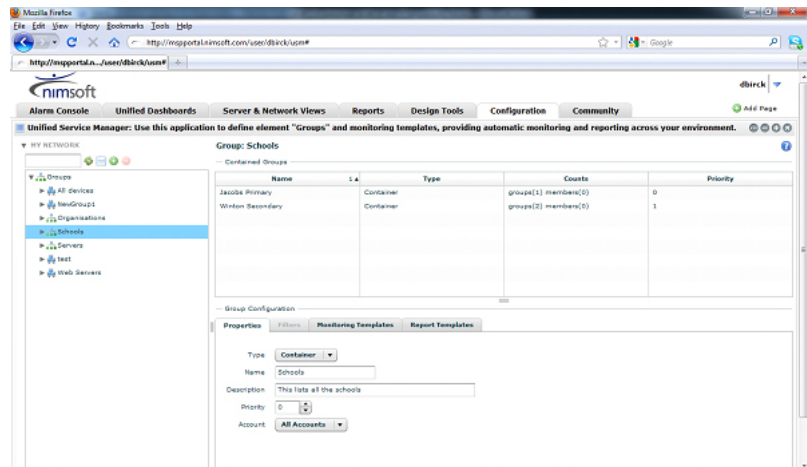 Mozilla Firefox
File Edit View History Bookmarks Tools Help
http://mspportal.nimsoft.com/user/dbirck/usm#
Google
http://mspportal.n.../user/dbirck/usm#
nimsoft
dbirck
Alarm Console Unified Dashboards Server & Network Views Reports Design Tools Configuration Community Add Page
Unified Service Manager: Use this application to define element "Groups" and monitoring templates, providing automatic monitoring and reporting across your environment.
MY NETWORK
Groups
All devices
NewGroup1
Organisations
Schools
Servers
test
Web Servers
Group: Schools
Contained Groups
Name 1 Type Counts Priority
Jacobs Primary Container groups(1) members(0) 0
Winton Secondary Container groups(2) members(0) 1
Group Configuration
Properties Filters Monitoring Templates Report Templates
Type Container
Name Schools
Description This lists all the schools
Priority 0
Account All Accounts